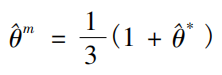 θ̂ᵐ = 1/3 (1 + θ̂*)